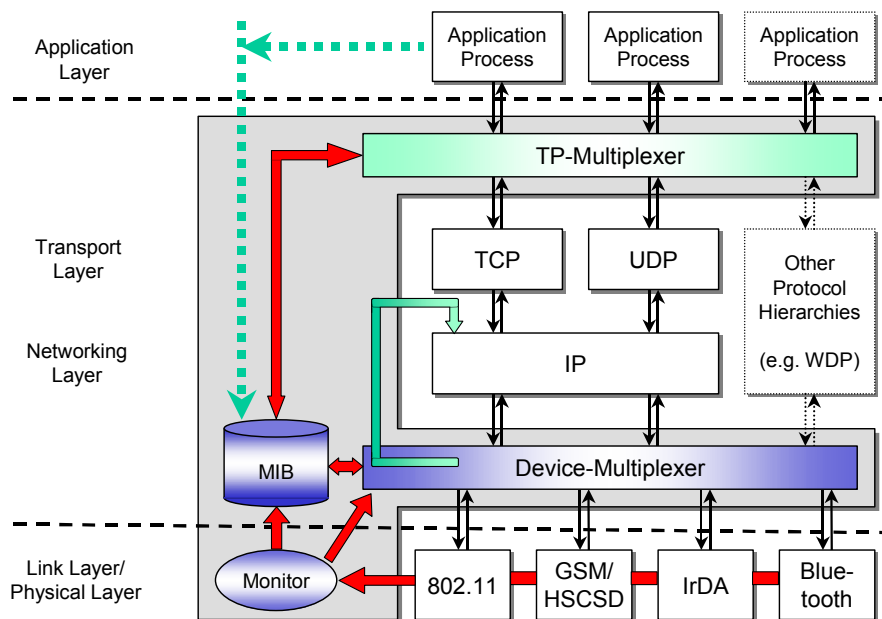 Application
Layer
Application
Process
Application
Process
Application
Process
TP-Multiplexer
Transport
Layer
TCP
UDP
Other
Protocol
Hierarchies
(e.g. WDP)
Networking
Layer
IP
MIB
Device-Multiplexer
Link Layer/
Physical Layer
Monitor
802.11
GSM/
HSCSD
IrDA
Blue-
tooth